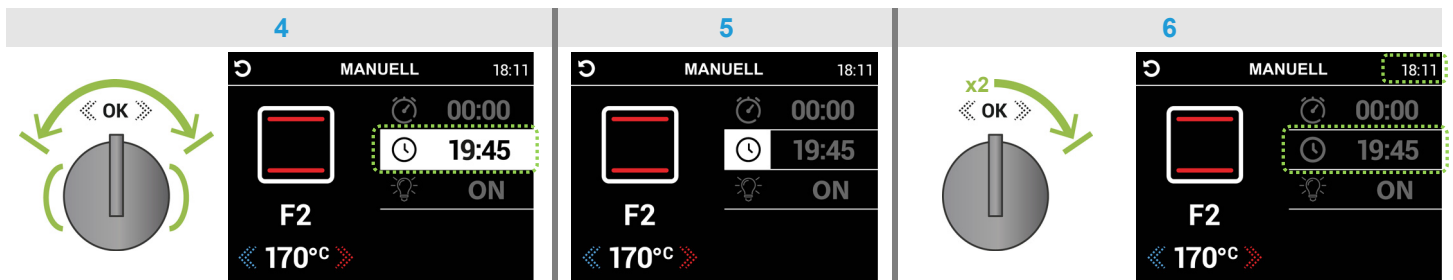 4
5
6
OK
MANUELL 18:11
00:00
19:45
ON
F2
170°C
MANUELL 18:11
00:00
19:45
ON
F2
170°C
x2
OK
MANUELL 18:11
00:00
19:45
ON
F2
170°C